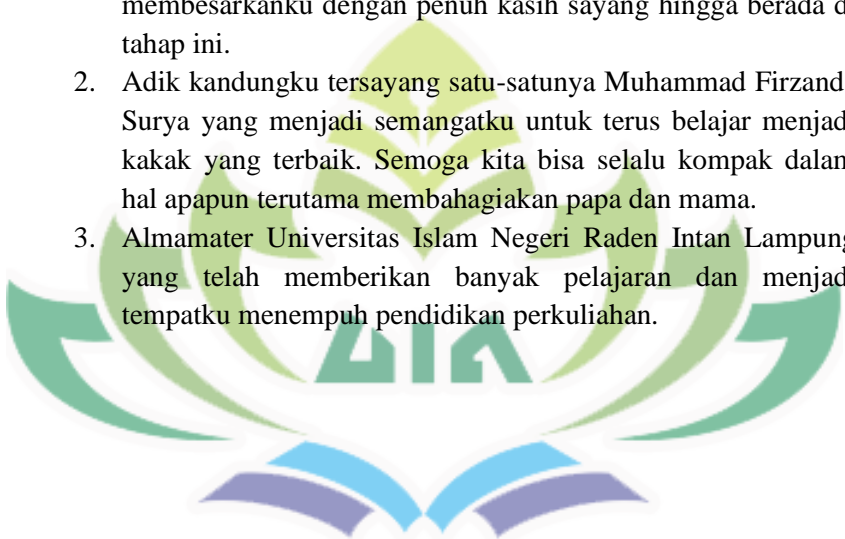 membesarkanku dengan penuh kasih sayang hingga berada d
tahap ini.
2. Adik kandungku tersayang satu-satunya Muhammad Firzand
Surya yang menjadi semangatku untuk terus belajar menjad
kakak yang terbaik. Semoga kita bisa selalu kompak dalam
hal apapun terutama membahagiakan papa dan mama.
3. Almamater Universitas Islam Negeri Raden Intan Lampung
yang telah memberikan banyak pelajaran dan menjad
tempatku menempuh pendidikan perkuliahan.